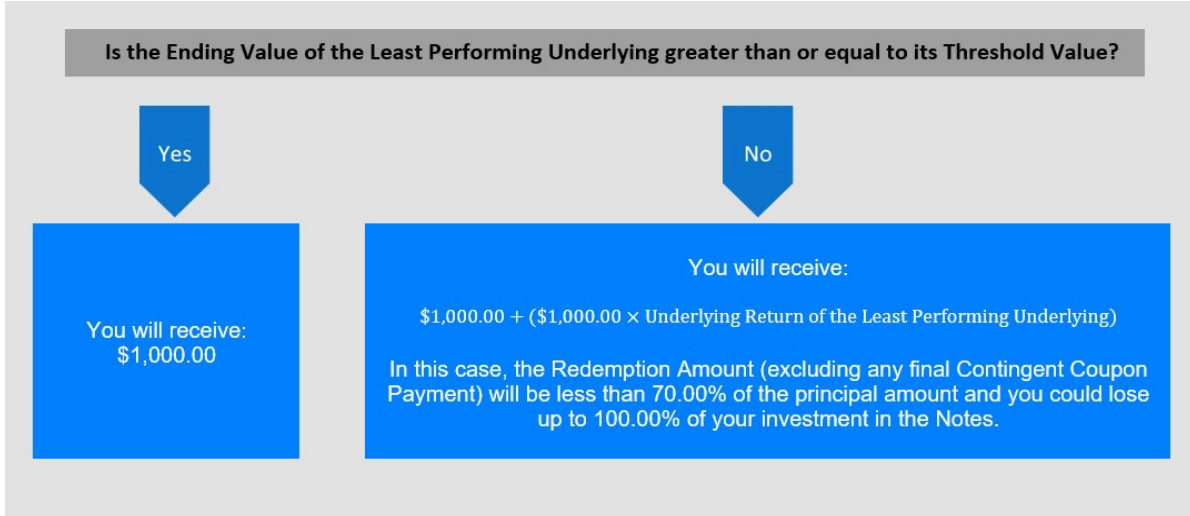 Is the Ending Value of the Least Performing Underlying greater than or equal to its Threshold Value?
Yes
No
You will receive:
$1,000.00
You will receive:
$1,000.00 + ($1,000.00 × Underlying Return of the Least Performing Underlying)
In this case, the Redemption Amount (excluding any final Contingent Coupon
Payment) will be less than 70.00% of the principal amount and you could lose
up to 100.00% of your investment in the Notes.